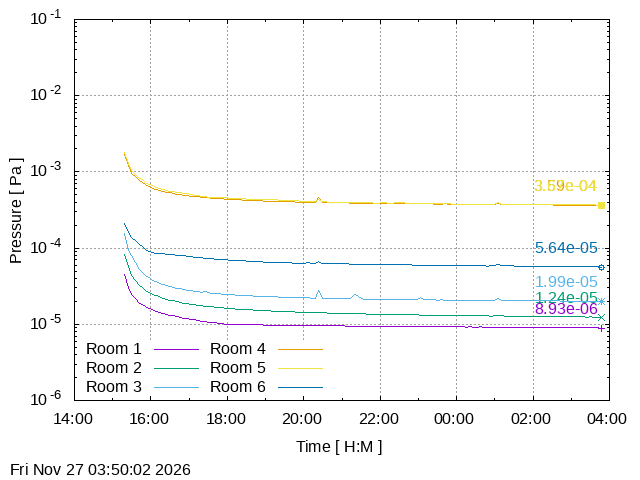 10^-1
10^-2
10^-3
10^-4
10^-5
10^-6
Pressure [ Pa ]
5.64e-05
1.99e-05
1.24e-05
8.93e-06
Room 1 Room 4
Room 2 Room 5
Room 3 Room 6
14:00 16:00 18:00 20:00 22:00 00:00 02:00 04:00
Time [ H:M ]
Fri Nov 27 03:50:02 2026